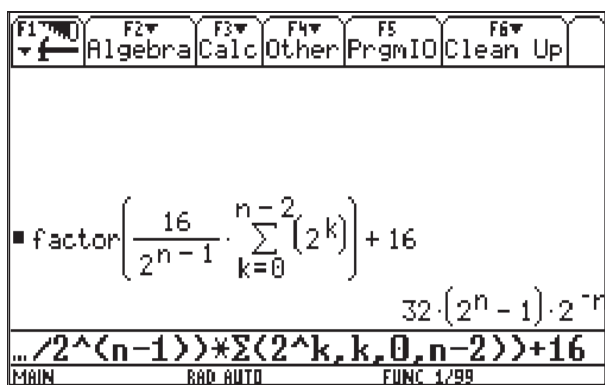 F1 F2 F3 F4 F5 F6
Algebra Calc Other PrgmIO Clean Up
■ factor(16/2^(n - 1) · ∑_(k=0)^(n - 2)(2^k)) + 16
32·(2^n - 1)·2^-n
.../2^(n-1))*Σ(2^k,k,0,n-2))+16
MAIN RAD AUTO FUNC 1/99